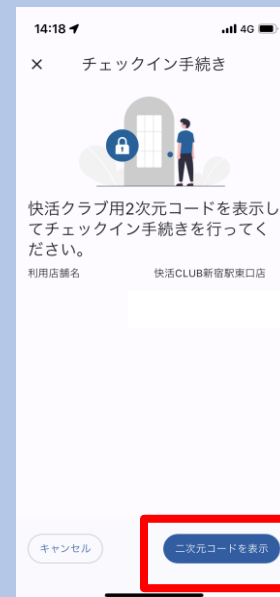 14:18
4G
× チェックイン手続き
快活クラブ用2次元コードを表示し
てチェックイン手続きを行ってく
ださい。
利用店舗名 快活CLUB新宿駅東口店
キャンセル 二次元コードを表示